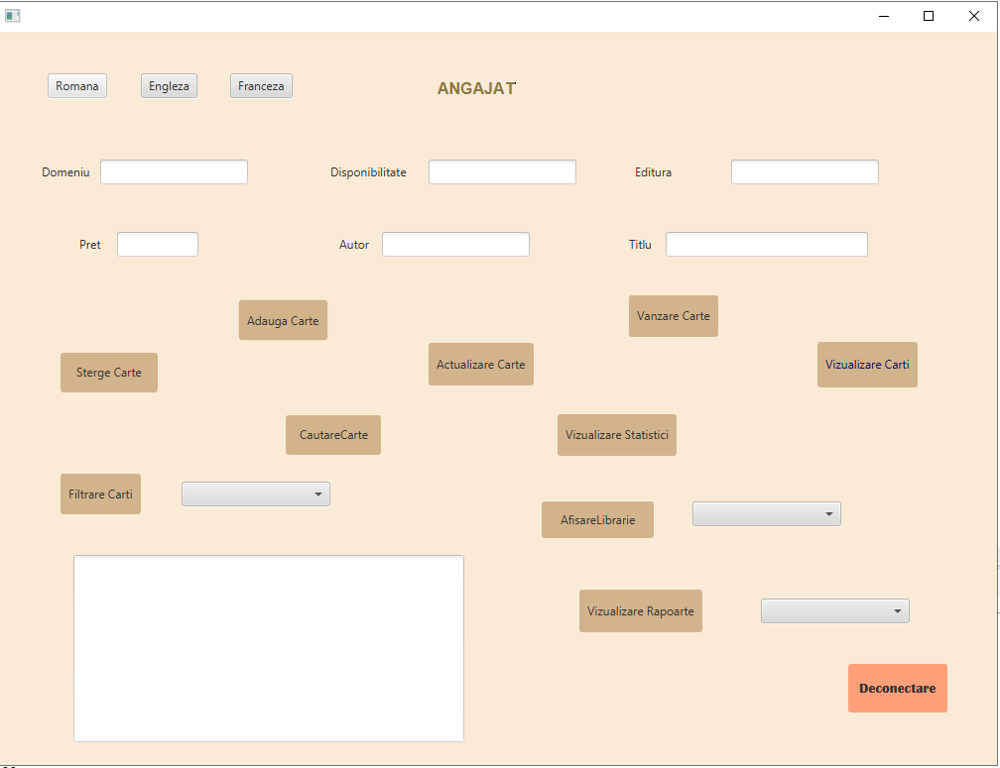 Romana
Engleza
Franceza
ANGAJAT
Domeniu
Disponibilitate
Editura
Pret
Autor
Titlu
Adauga Carte
Vanzare Carte
Sterge Carte
Actualizare Carte
Vizualizare Carti
CautareCarte
Vizualizare Statistici
Filtrare Carti
AfisareLibrarie
Vizualizare Rapoarte
Deconectare